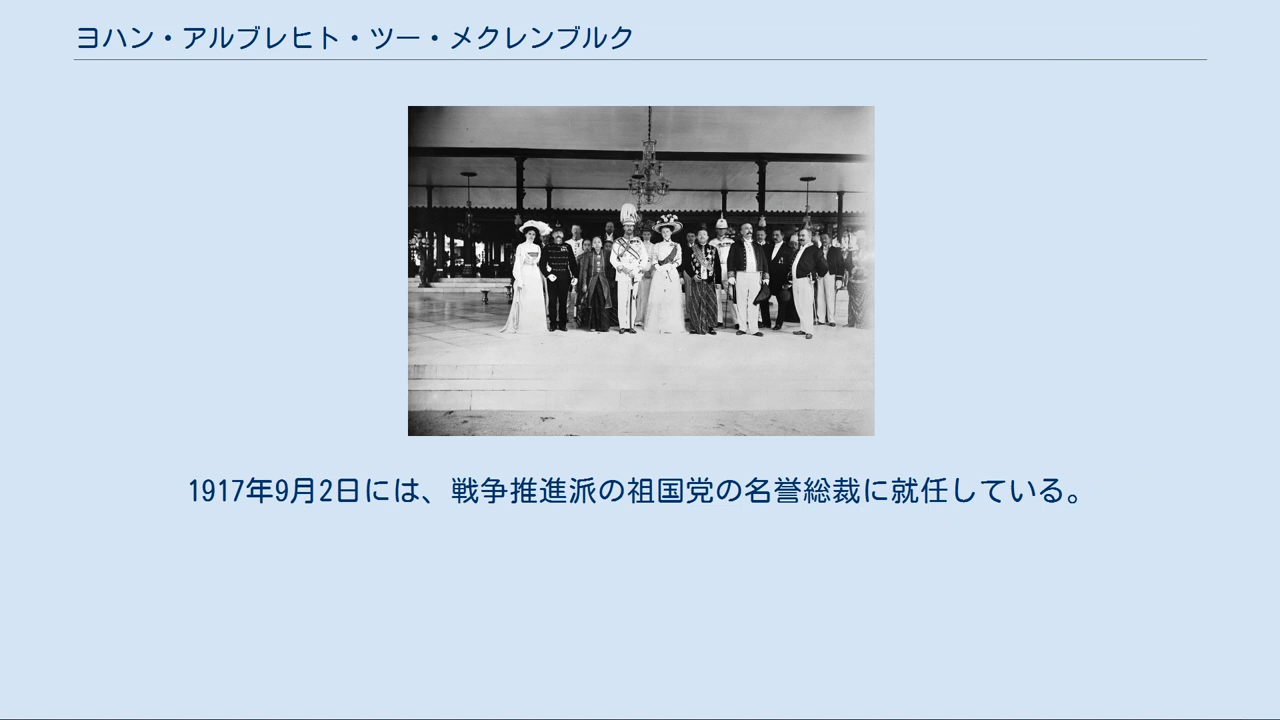 ヨハン・アルブレヒト・ツー・メクレンブルク
1917年9月2日には、戦争推進派の祖国党の名誉総裁に就任している。